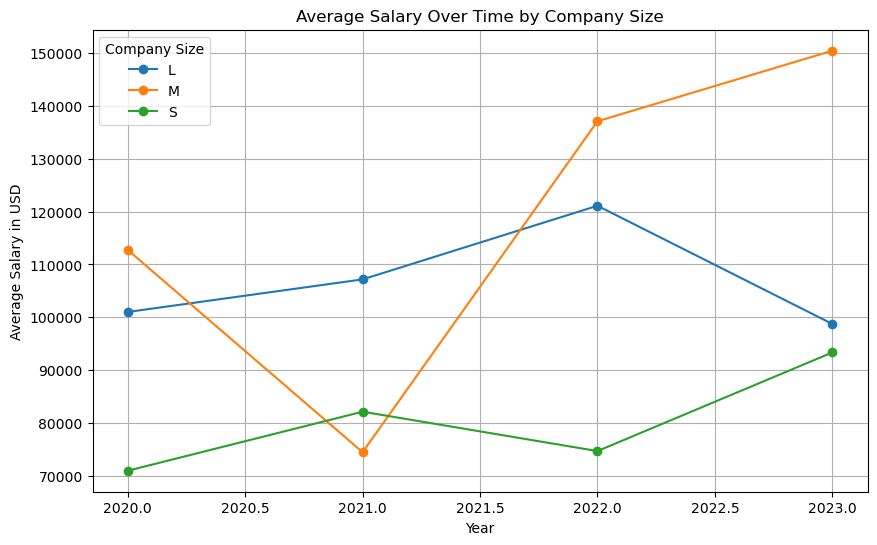 Average Salary Over Time by Company Size
Company Size
L
M
S
150000
140000
130000
120000
110000
100000
90000
80000
70000
Average Salary in USD
2020.0 2020.5 2021.0 2021.5 2022.0 2022.5 2023.0
Year